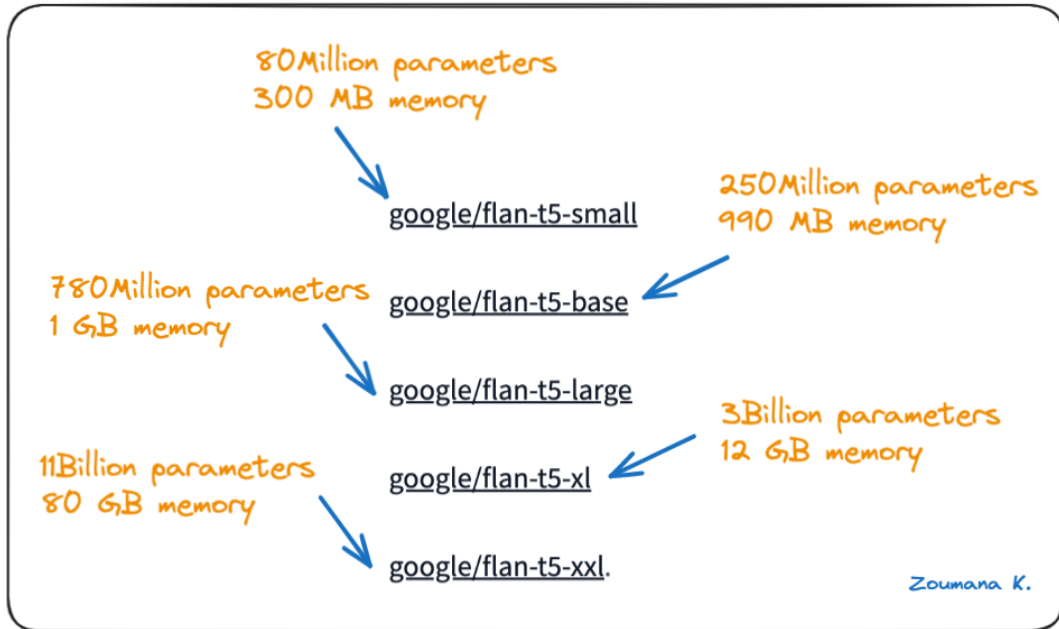 80Million parameters
300 MB memory
google/flan-t5-small
250Million parameters
990 MB memory
google/flan-t5-base
780Million parameters
1 GB memory
google/flan-t5-large
3Billion parameters
12 GB memory
google/flan-t5-xl
11Billion parameters
80 GB memory
google/flan-t5-xxl.
Zoumana K.